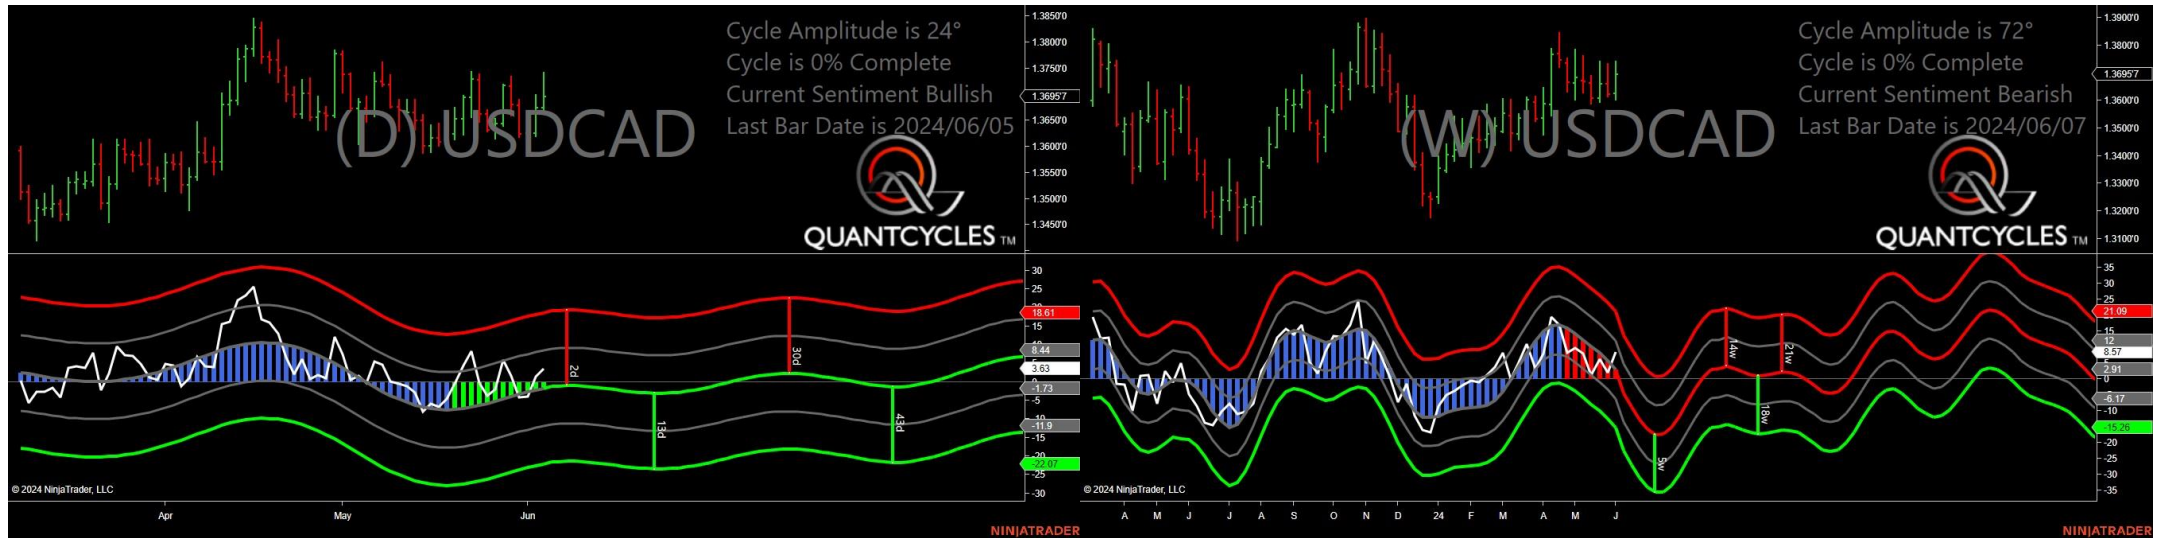 Cycle Amplitude is 24°
Cycle is 0% Complete
Current Sentiment Bullish
Last Bar Date is 2024/06/05
(D) USDCAD
QUANTCYCLES TM
1.3850'0
1.3800'0
1.3750'0
1.3695'7
1.3650'0
1.3600'0
1.3550'0
1.3500'0
1.3450'0
30
18.61
15
8.44
3.63
-1.73
-5
-11.9
-15
-22.07
-25
-30
2d
13d
30d
43d
© 2024 NinjaTrader, LLC
Apr
May
Jun
NINJATRADER
Cycle Amplitude is 72°
Cycle is 0% Complete
Current Sentiment Bearish
Last Bar Date is 2024/06/07
(W) USDCAD
QUANTCYCLES TM
1.3900'0
1.3800'0
1.3695'7
1.3600'0
1.3500'0
1.3400'0
1.3300'0
1.3200'0
1.3100'0
35
30
25
21.09
15
12
8.57
2.91
0
-6.17
-10
-15.26
-20
-25
-30
-35
5w
14w
18w
21w
© 2024 NinjaTrader, LLC
A M J J A S O N D 24 F M A M J
NINJATRADER